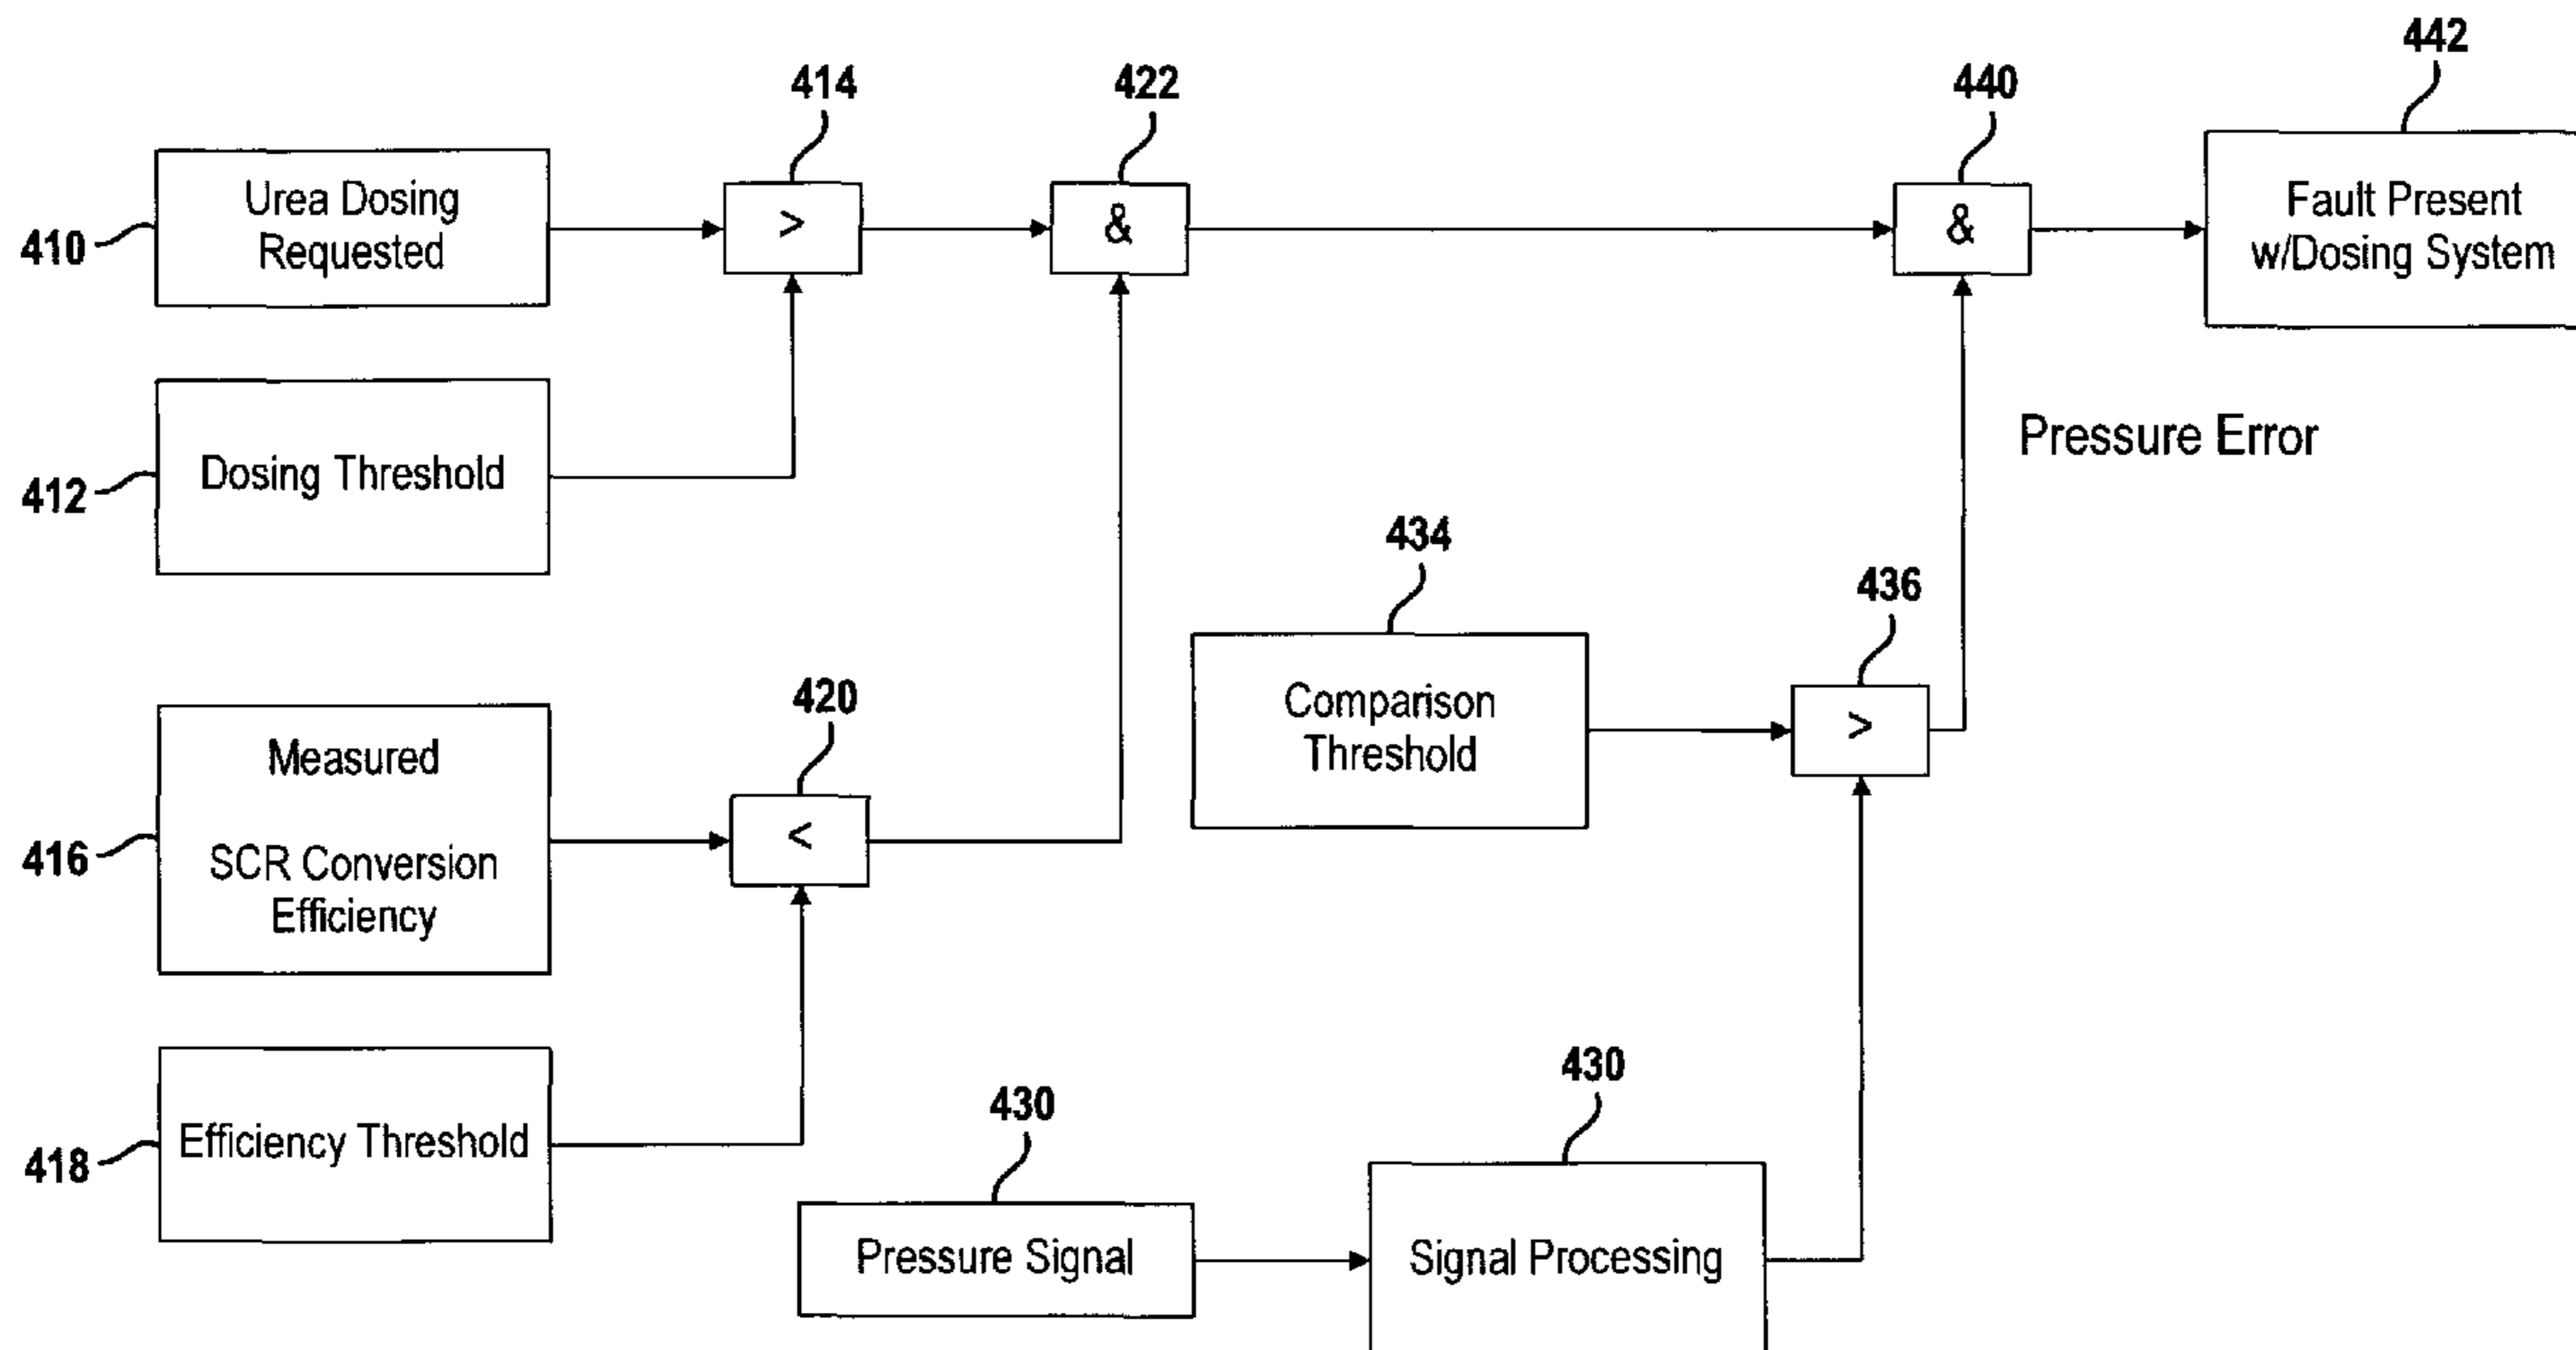 442
414
422
440
Urea Dosing
Requested
410
>
&
&
Fault Present
w/Dosing System
Dosing Threshold
412
Pressure Error
434
436
Comparison
Threshold
>
420
Measured
SCR Conversion
Efficiency
416
<
430
430
Efficiency Threshold
418
Pressure Signal
Signal Processing